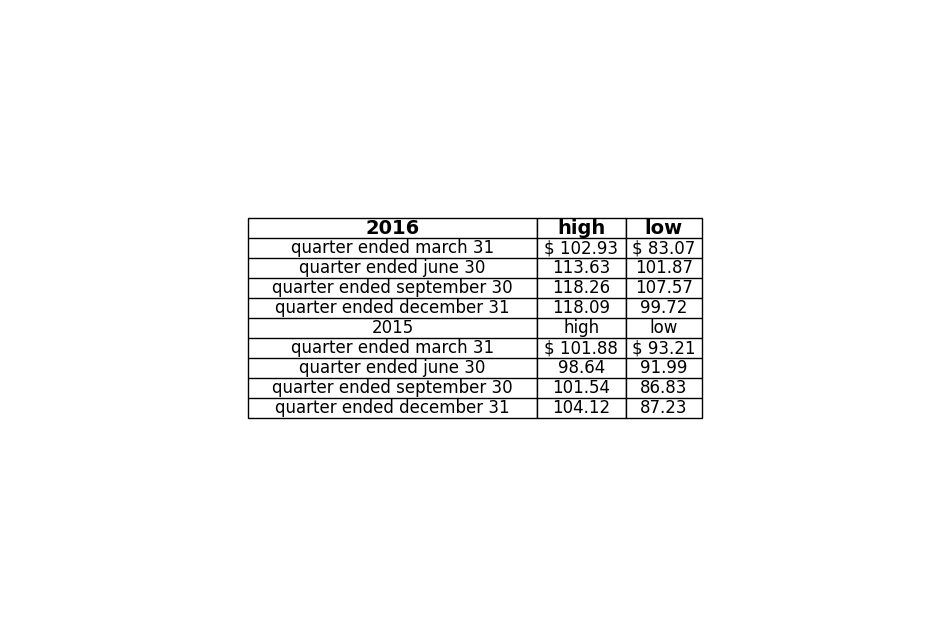 2016 high low
quarter ended march 31 $ 102.93 $ 83.07
quarter ended june 30 113.63 101.87
quarter ended september 30 118.26 107.57
quarter ended december 31 118.09 99.72
2015 high low
quarter ended march 31 $ 101.88 $ 93.21
quarter ended june 30 98.64 91.99
quarter ended september 30 101.54 86.83
quarter ended december 31 104.12 87.23